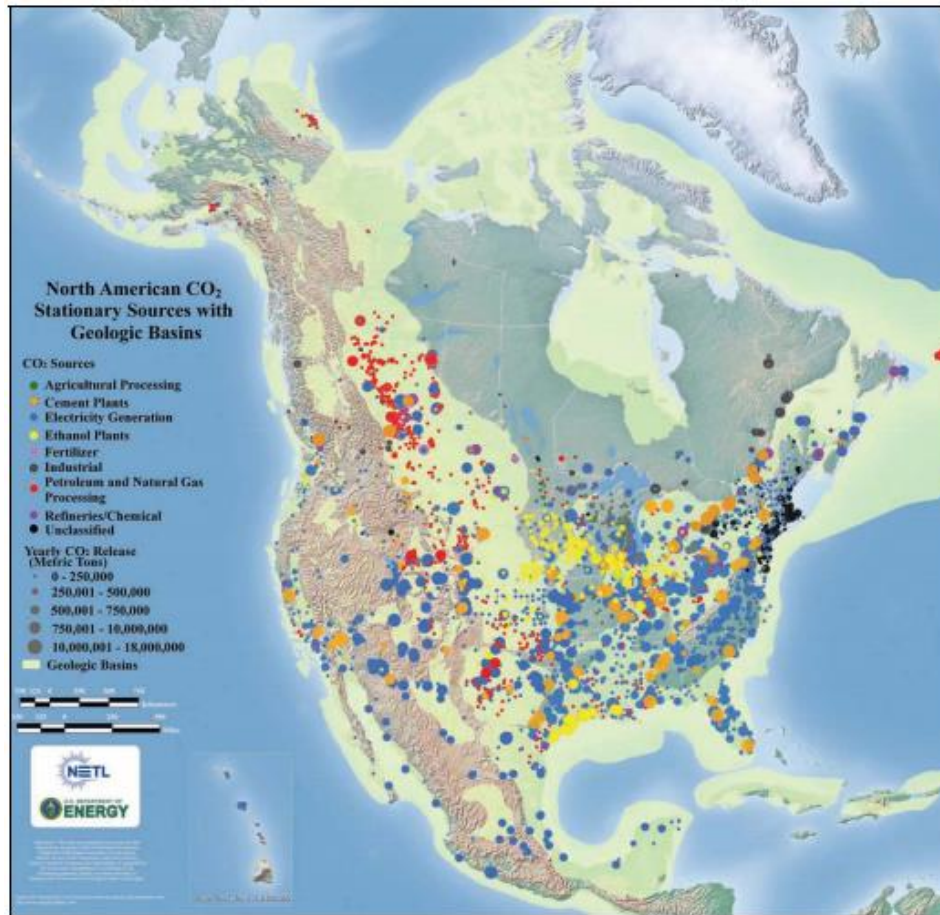 North American CO₂
Stationary Sources with
Geologic Basins
CO₂ Sources
Agricultural Processing
Cement Plants
Electricity Generation
Ethanol Plants
Fertilizer
Industrial
Petroleum and Natural Gas
Processing
Refineries/Chemical
Unclassified
Yearly CO₂ Release
(Metric Tons)
0 - 250,000
250,001 - 500,000
500,001 - 750,000
750,001 - 10,000,000
10,000,001 - 18,000,000
Geologic Basins
NETL
U.S. DEPARTMENT OF
ENERGY